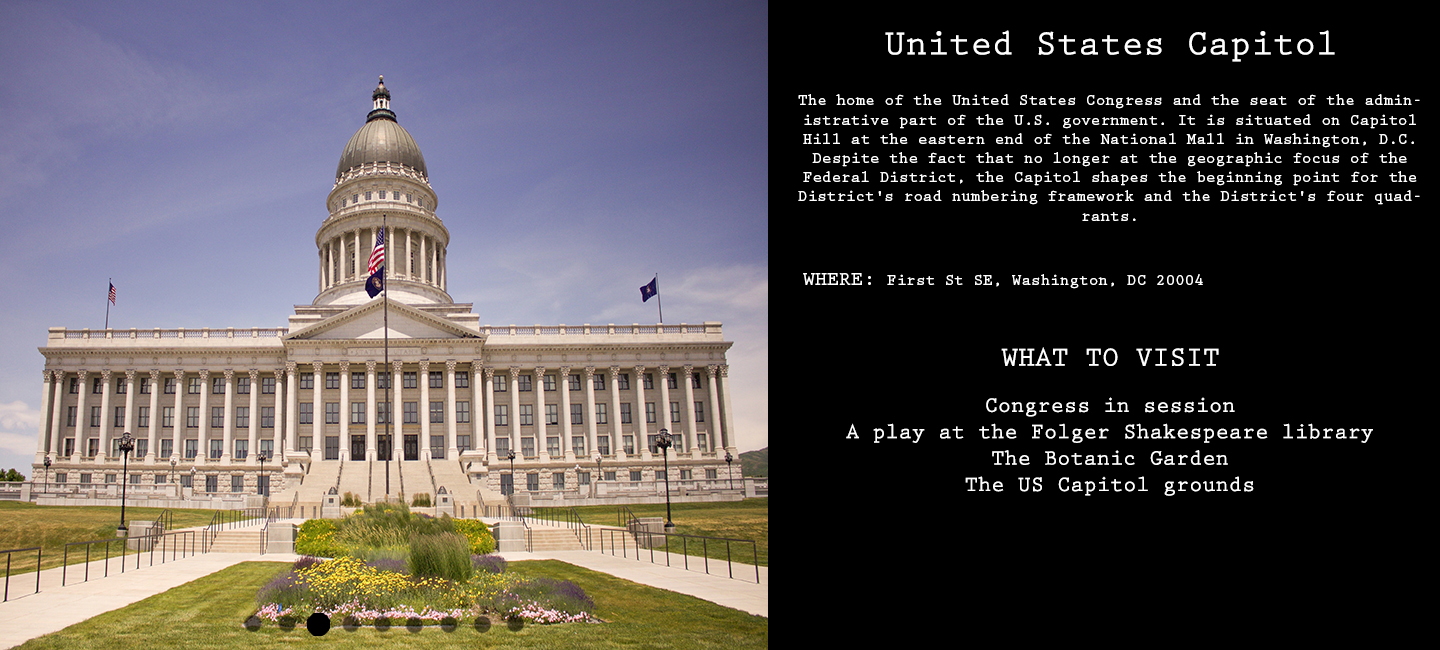 United States Capitol
The home of the United States Congress and the seat of the admin-
istrative part of the U.S. government. It is situated on Capitol
Hill at the eastern end of the National Mall in Washington, D.C.
Despite the fact that no longer at the geographic focus of the
Federal District, the Capitol shapes the beginning point for the
District's road numbering framework and the District's four quad-
rants.
WHERE: First St SE, Washington, DC 20004
WHAT TO VISIT
Congress in session
A play at the Folger Shakespeare library
The Botanic Garden
The US Capitol grounds